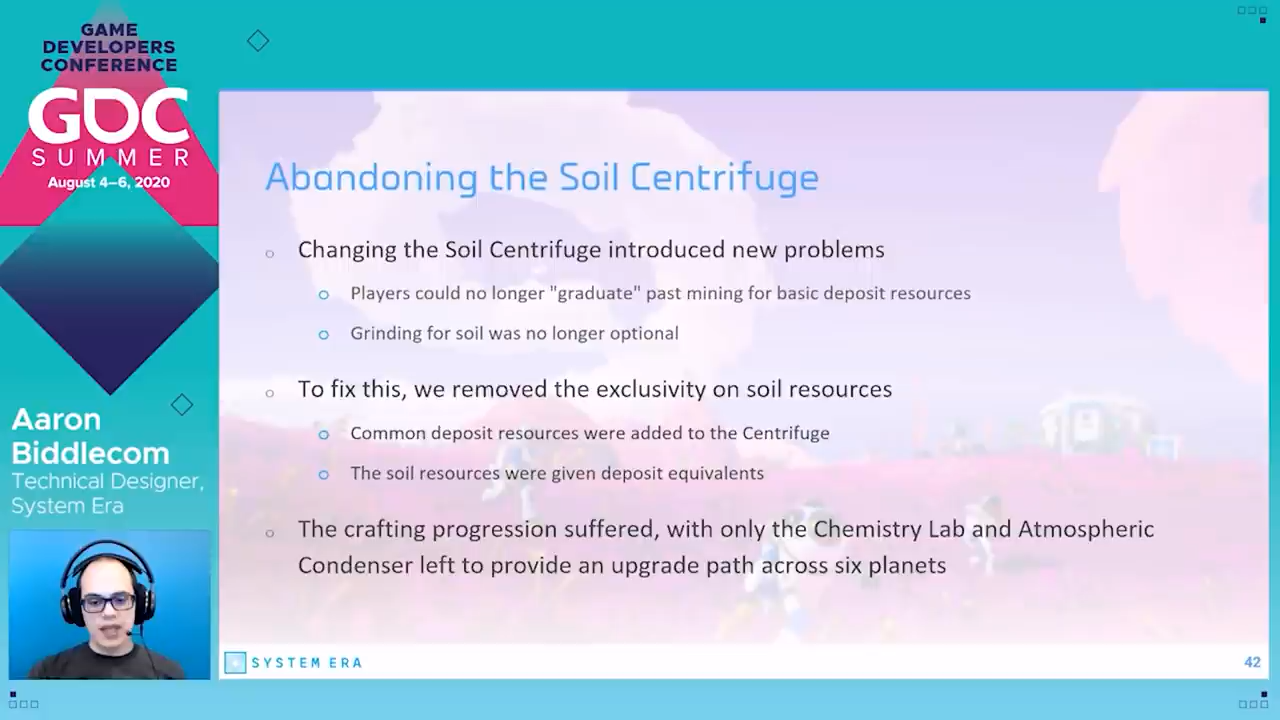 GAME
DEVELOPERS
CONFERENCE
GDC
SUMMER
August 4–6, 2020
Aaron
Biddlecom
Technical Designer,
System Era
Abandoning the Soil Centrifuge
Changing the Soil Centrifuge introduced new problems
Players could no longer "graduate" past mining for basic deposit resources
Grinding for soil was no longer optional
To fix this, we removed the exclusivity on soil resources
Common deposit resources were added to the Centrifuge
The soil resources were given deposit equivalents
The crafting progression suffered, with only the Chemistry Lab and Atmospheric
Condenser left to provide an upgrade path across six planets
SYSTEM ERA
42